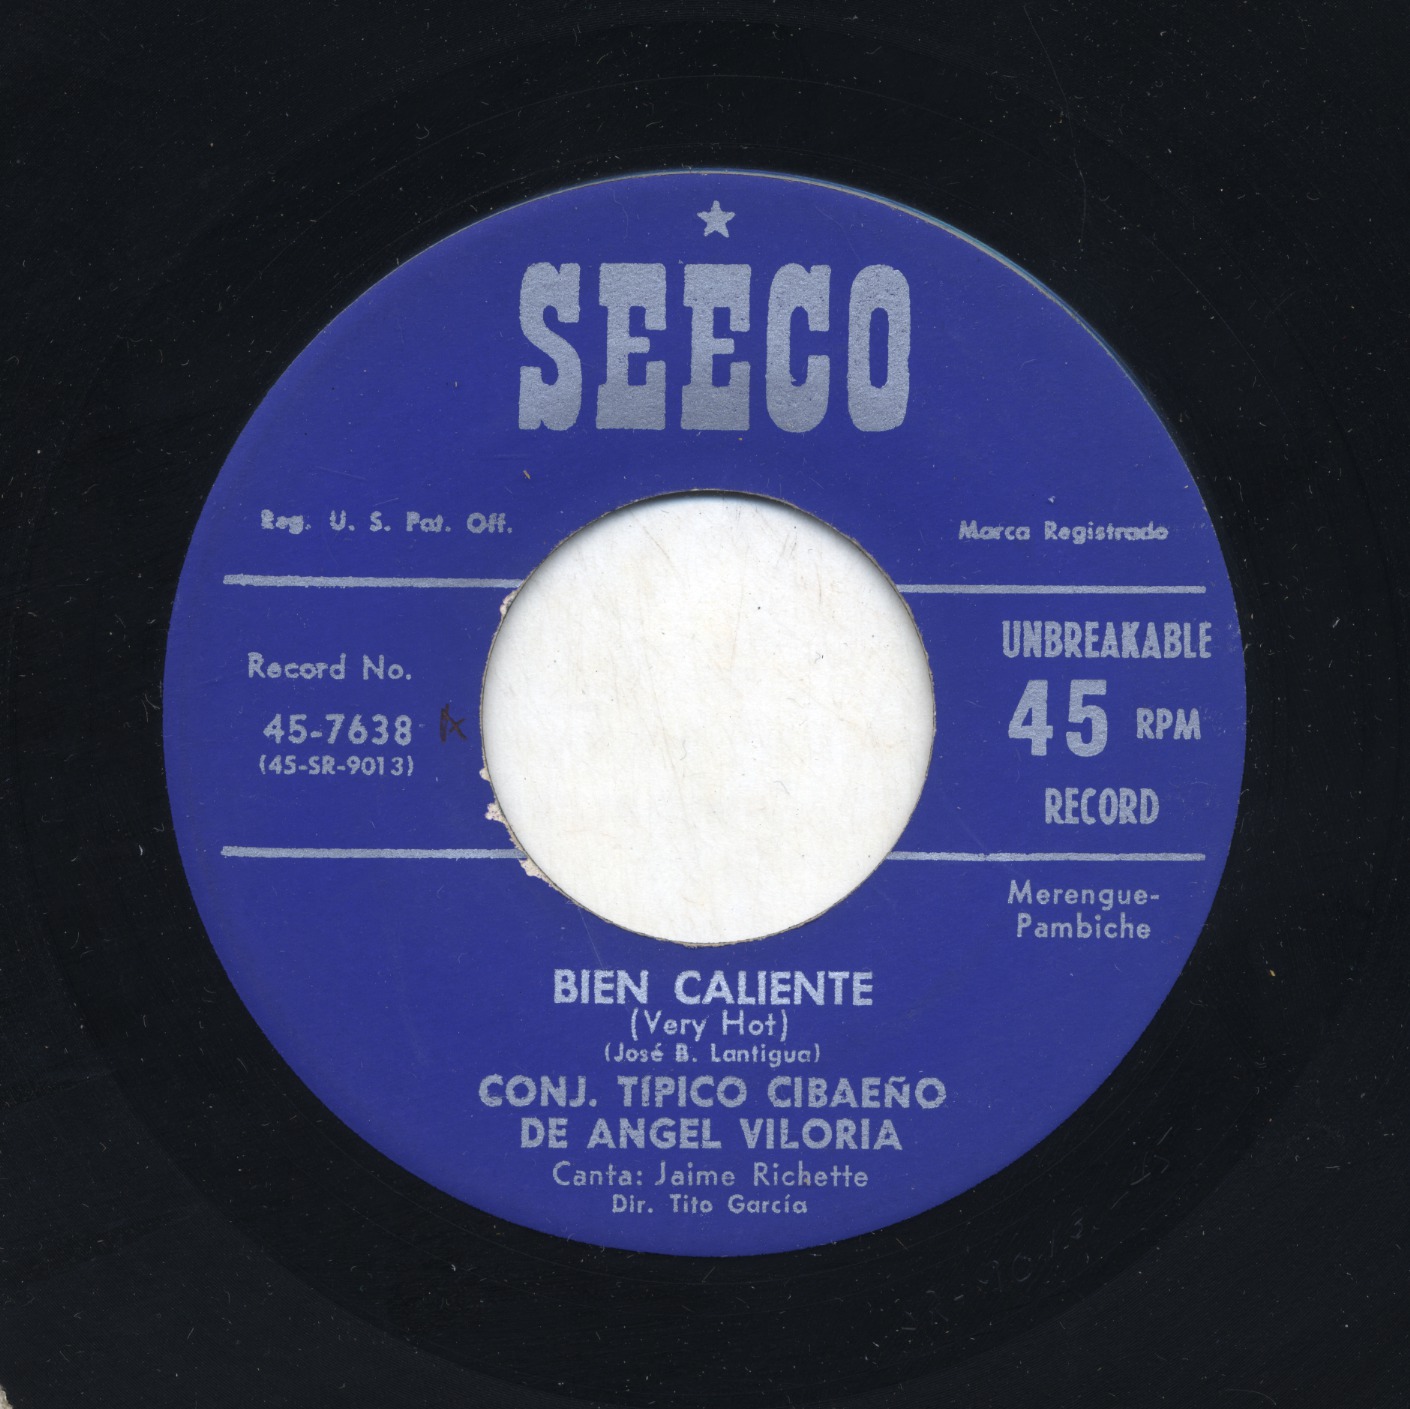 SEECO
Reg. U. S. Pat. Off.
Marca Registrado
Record No.
45-7638 A
(45-SR-9013)
UNBREAKABLE
45 RPM
RECORD
Merengue-
Pambiche
BIEN CALIENTE
(Very Hot)
(José B. Lantigua)
CONJ. TÍPICO CIBAEÑO
DE ANGEL VILORIA
Canta: Jaime Richette
Dir. Tito García